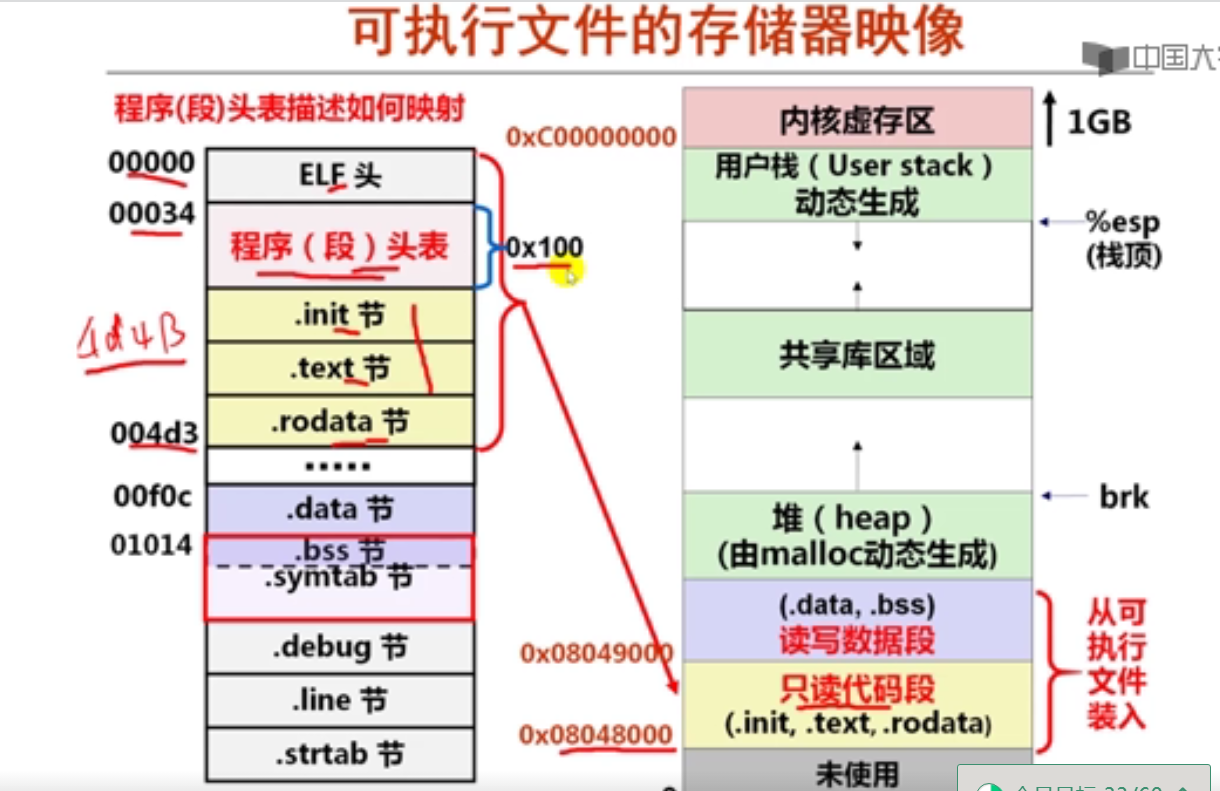 可执行文件的存储器映像
中国大
程序(段)头表描述如何映射
00000
ELF 头
00034
程序（段）头表
0x100
.init 节
4d4B
.text 节
.rodata 节
004d3
.....
00f0c
.data 节
01014
.bss 节
.symtab 节
.debug 节
.line 节
.strtab 节
内核虚存区
1GB
0xC00000000
用户栈（User stack）
动态生成
%esp
(栈顶)
共享库区域
brk
堆（heap）
(由malloc动态生成)
(.data, .bss)
读写数据段
0x08049000
只读代码段
(.init, .text, .rodata)
0x08048000
未使用
从可
执行
文件
装入